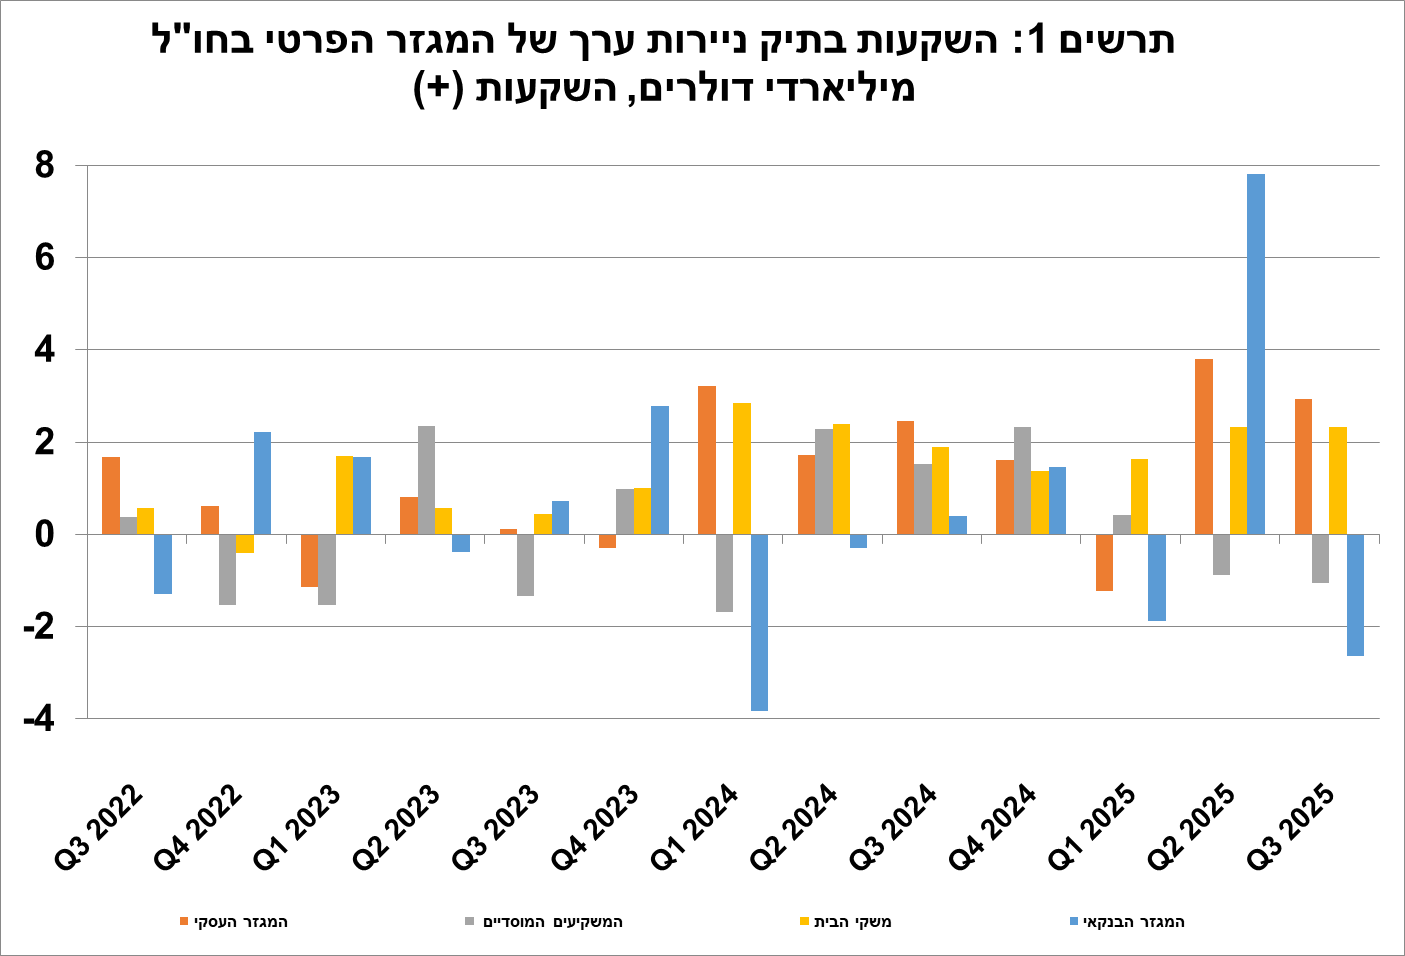 תרשים 1: השקעות בתיק ניירות ערך של המגזר הפרטי בחו"ל
מיליארדי דולרים, השקעות (+)
8
6
4
2
0
-2
-4
Q3 2022
Q4 2022
Q1 2023
Q2 2023
Q3 2023
Q4 2023
Q1 2024
Q2 2024
Q3 2024
Q4 2024
Q1 2025
Q2 2025
Q3 2025
המגזר העסקי
המשקיעים המוסדיים
משקי הבית
המגזר הבנקאי